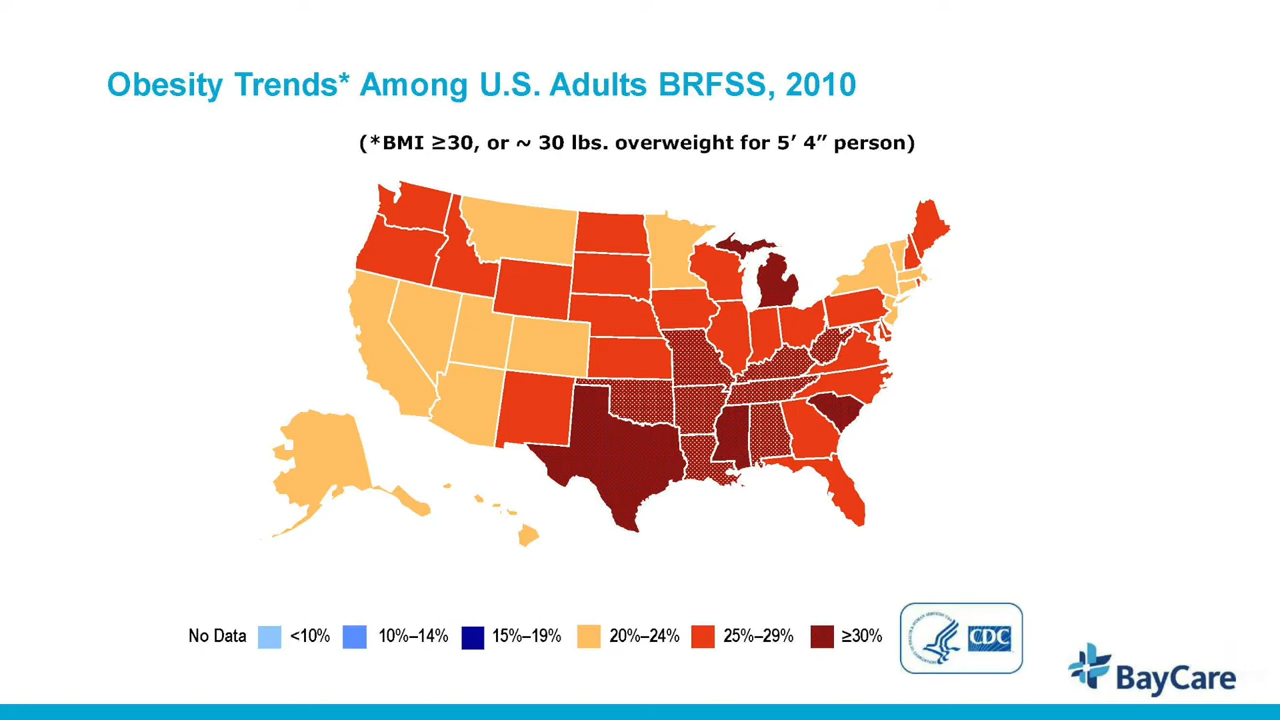 Obesity Trends* Among U.S. Adults BRFSS, 2010
(*BMI ≥30, or ~ 30 lbs. overweight for 5’ 4” person)
No Data <10% 10%–14% 15%–19% 20%–24% 25%–29% ≥30%
CDC
BayCare